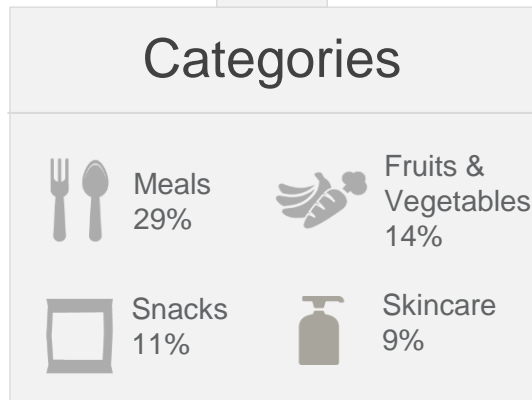 Categories
Meals
29%
Fruits &
Vegetables
14%
Snacks
11%
Skincare
9%